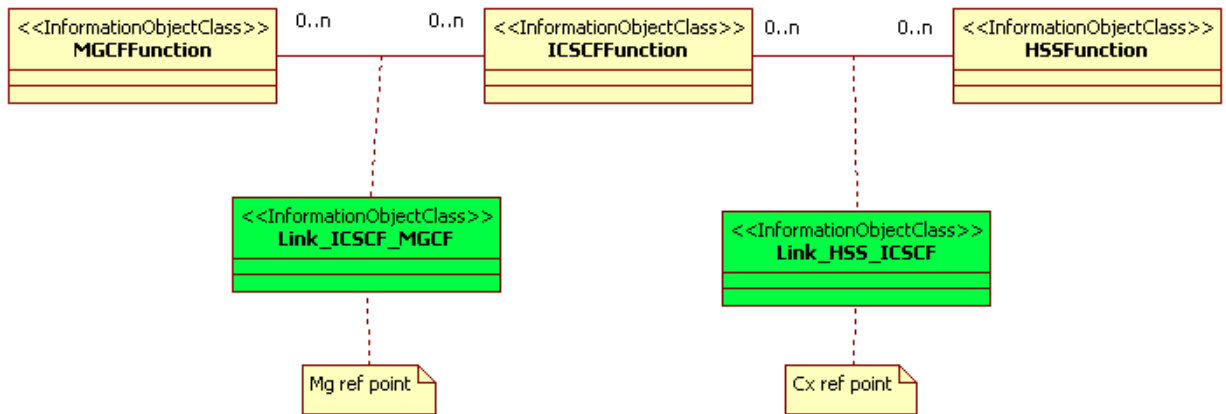 <<InformationObjectClass>>
MGCFFunction
0..n
0..n
<<InformationObjectClass>>
ICSCFFunction
0..n
0..n
<<InformationObjectClass>>
HSSFunction
<<InformationObjectClass>>
Link_ICSCF_MGCF
<<InformationObjectClass>>
Link_HSS_ICSCF
Mg ref point
Cx ref point